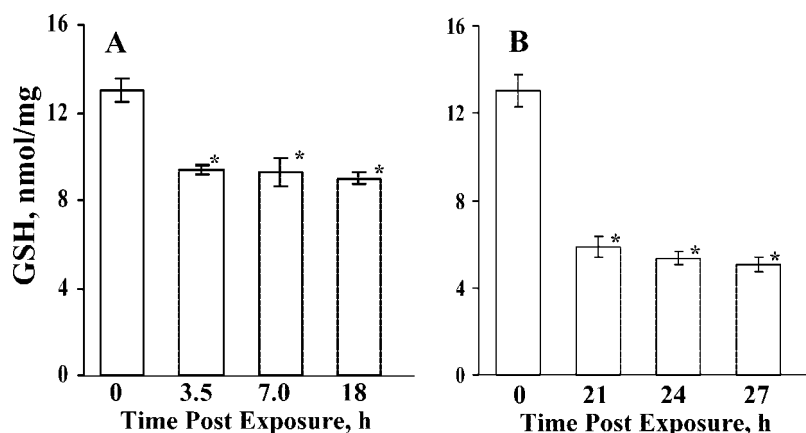 A
GSH, nmol/mg
16
12
8
4
0
*
*
*
0 3.5 7.0 18
Time Post Exposure, h
B
16
12
8
4
0
*
*
*
0 21 24 27
Time Post Exposure, h